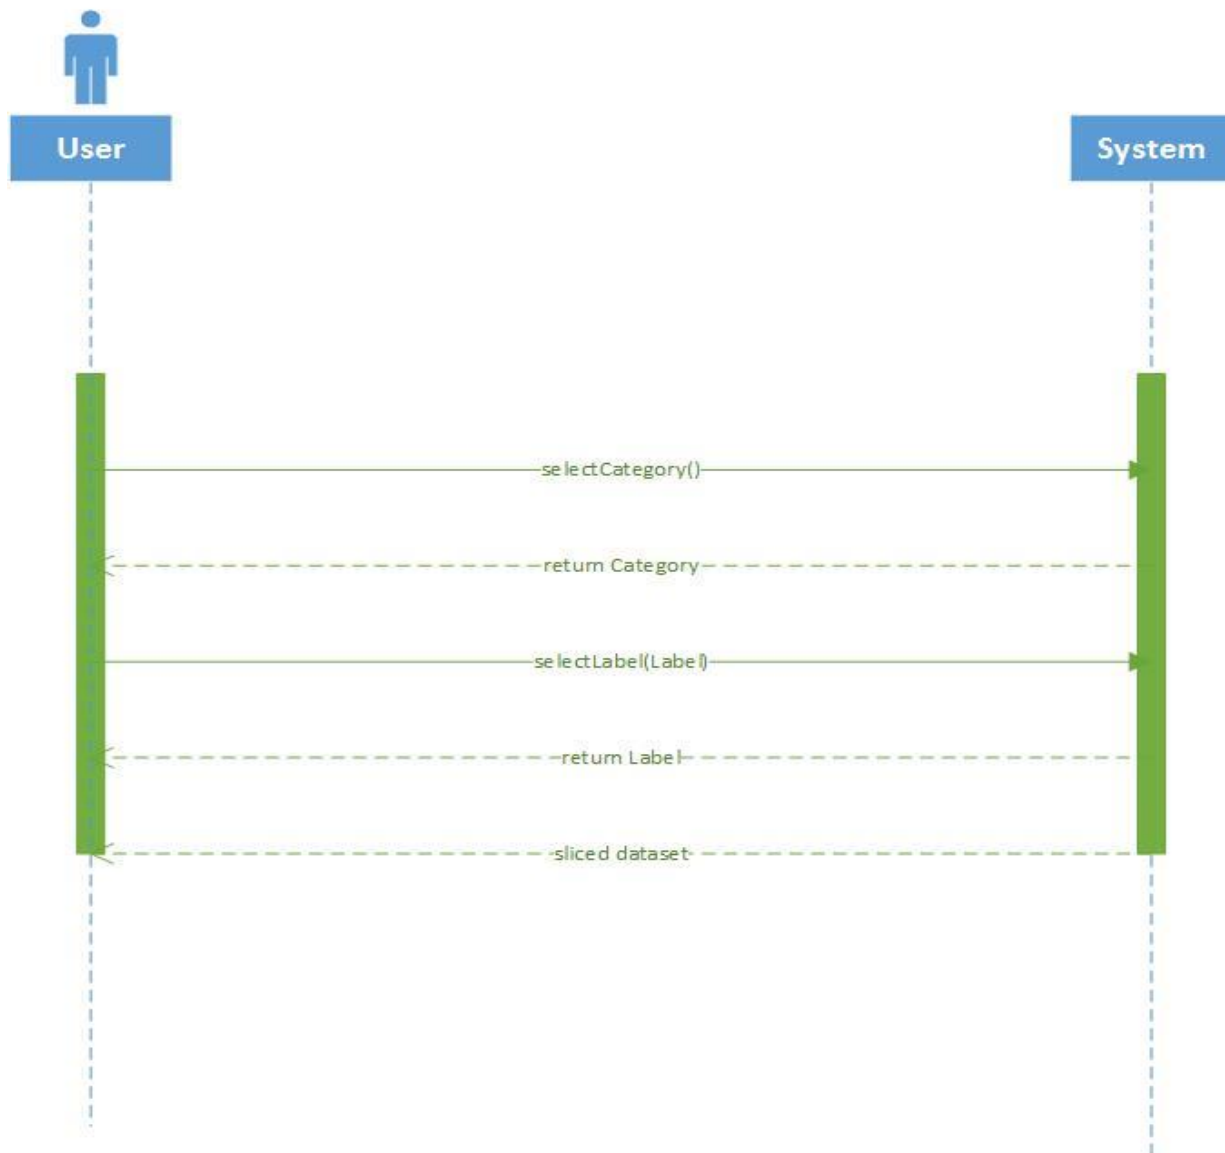 User
System
selectCategory()
return Category
selectLabel(Label)
return Label
sliced dataset